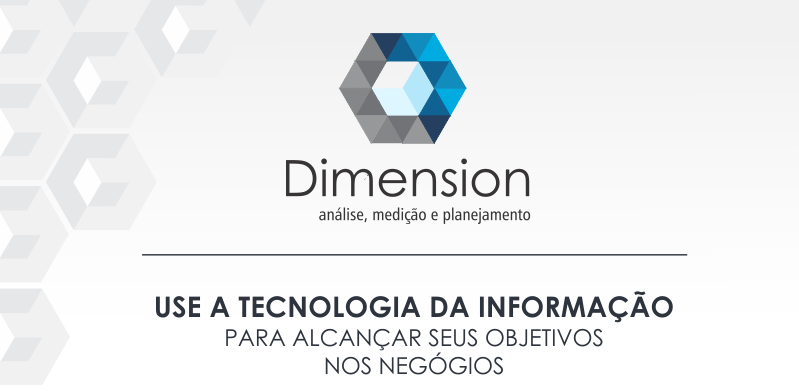 Dimension
análise, medição e planejamento
USE A TECNOLOGIA DA INFORMAÇÃO
PARA ALCANÇAR SEUS OBJETIVOS
NOS NEGÓGIOS